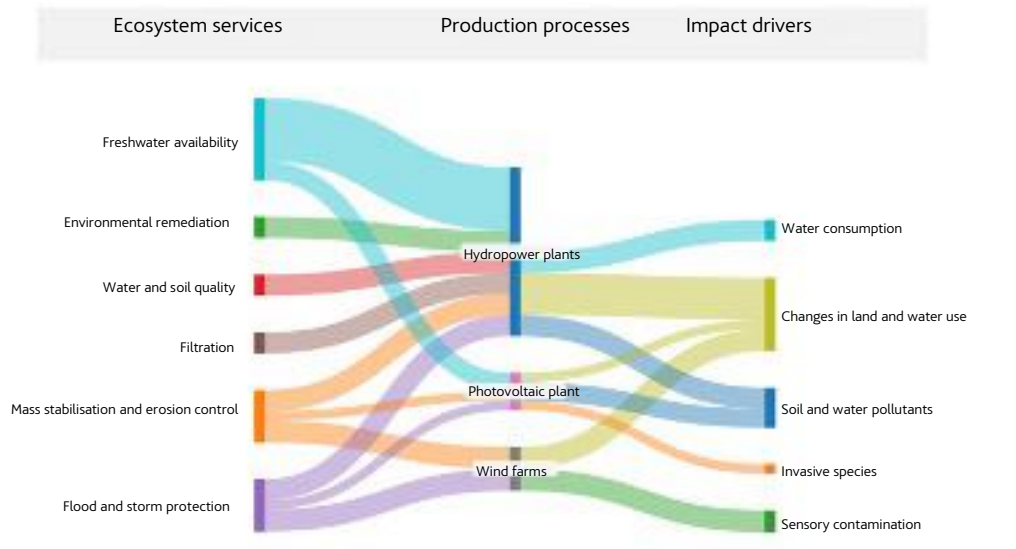 Ecosystem services
Production processes
Impact drivers
Freshwater availability
Environmental remediation
Water and soil quality
Filtration
Mass stabilisation and erosion control
Flood and storm protection
Hydropower plants
Photovoltaic plant
Wind farms
Water consumption
Changes in land and water use
Soil and water pollutants
Invasive species
Sensory contamination